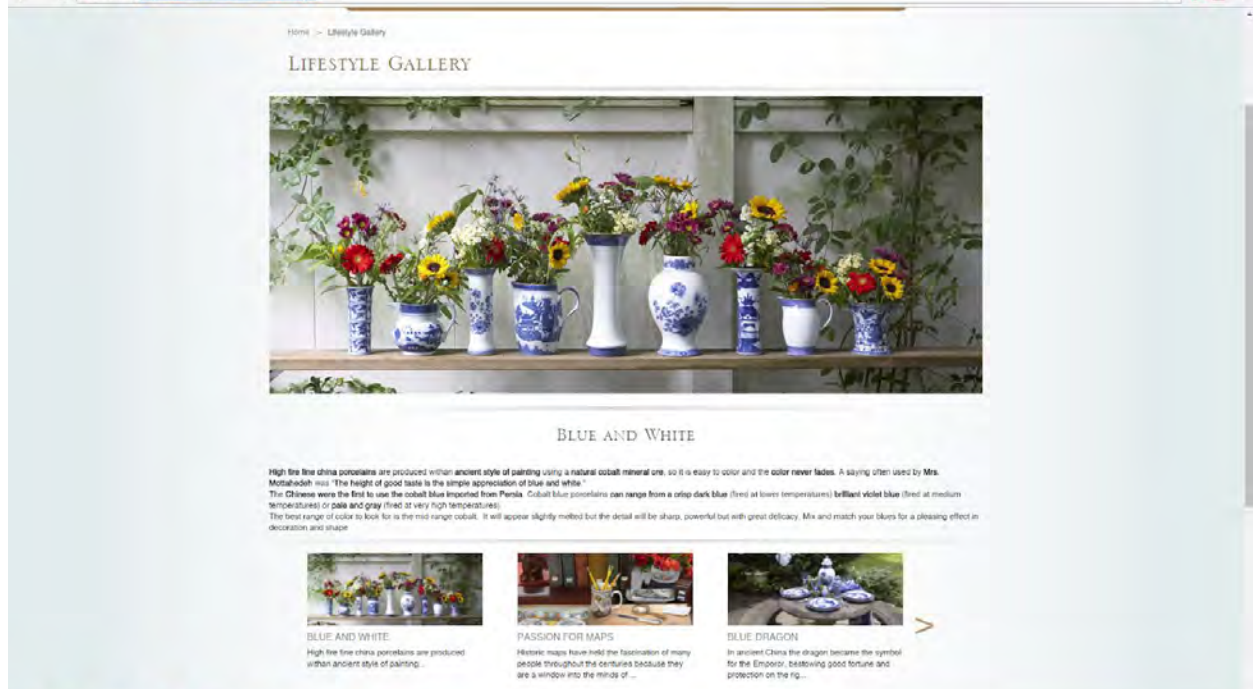 Home > Lifestyle Gallery
LIFESTYLE GALLERY
BLUE AND WHITE
High fire fine china porcelains are produced withan ancient style of painting using a natural cobalt mineral ore, so it is easy to color and the color never fades. A saying often used by Mrs.
Mottahedeh was "The height of good taste is the simple appreciation of blue and white."
The Chinese were the first to use the cobalt blue imported from Persia. Cobalt blue porcelains can range from a crisp dark blue (fired at lower temperatures) brilliant violet blue (fired at medium
temperatures) or pale and gray (fired at very high temperatures).
The best range of color to look for is the mid range cobalt. It will appear slightly melted but the detail will be sharp, powerful but with great delicacy. Mix and match your blues for a pleasing effect in
decoration and shape
BLUE AND WHITE
High fire fine china porcelains are produced
withan ancient style of painting...
PASSION FOR MAPS
Historic maps have held the fascination of many
people throughout the centuries because they
are a window into the minds of ...
BLUE DRAGON
In ancient China the dragon became the symbol
for the Emperor, bestowing good fortune and
protection on the rig...
>